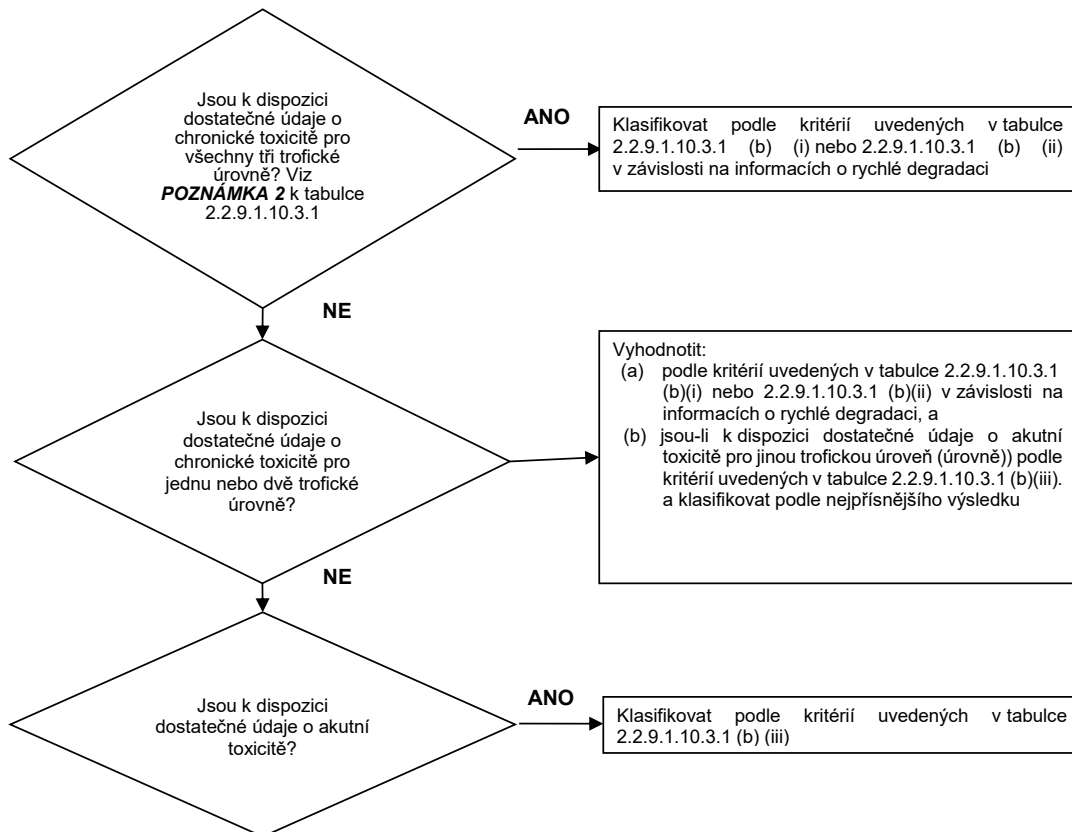 Jsou k dispozici
dostatečné údaje o
chronické toxicitě pro
všechny tři trofické
úrovně? Viz
POZNÁMKA 2 k tabulce
2.2.9.1.10.3.1
ANO
Klasifikovat podle kritérií uvedených v tabulce
2.2.9.1.10.3.1 (b) (i) nebo 2.2.9.1.10.3.1 (b) (ii)
v závislosti na informacích o rychlé degradaci
NE
Jsou k dispozici
dostatečné údaje o
chronické toxicitě pro
jednu nebo dvě trofické
úrovně?
Vyhodnotit:
(a) podle kritérií uvedených v tabulce 2.2.9.1.10.3.1
(b)(i) nebo 2.2.9.1.10.3.1 (b)(ii) v závislosti na
informacích o rychlé degradaci, a
(b) jsou-li k dispozici dostatečné údaje o akutní
toxicitě pro jinou trofickou úroveň (úrovně)) podle
kritérií uvedených v tabulce 2.2.9.1.10.3.1 (b)(iii).
a klasifikovat podle nejpřísnějšího výsledku
NE
Jsou k dispozici
dostatečné údaje o akutní
toxicitě?
ANO
Klasifikovat podle kritérií uvedených v tabulce
2.2.9.1.10.3.1 (b) (iii)